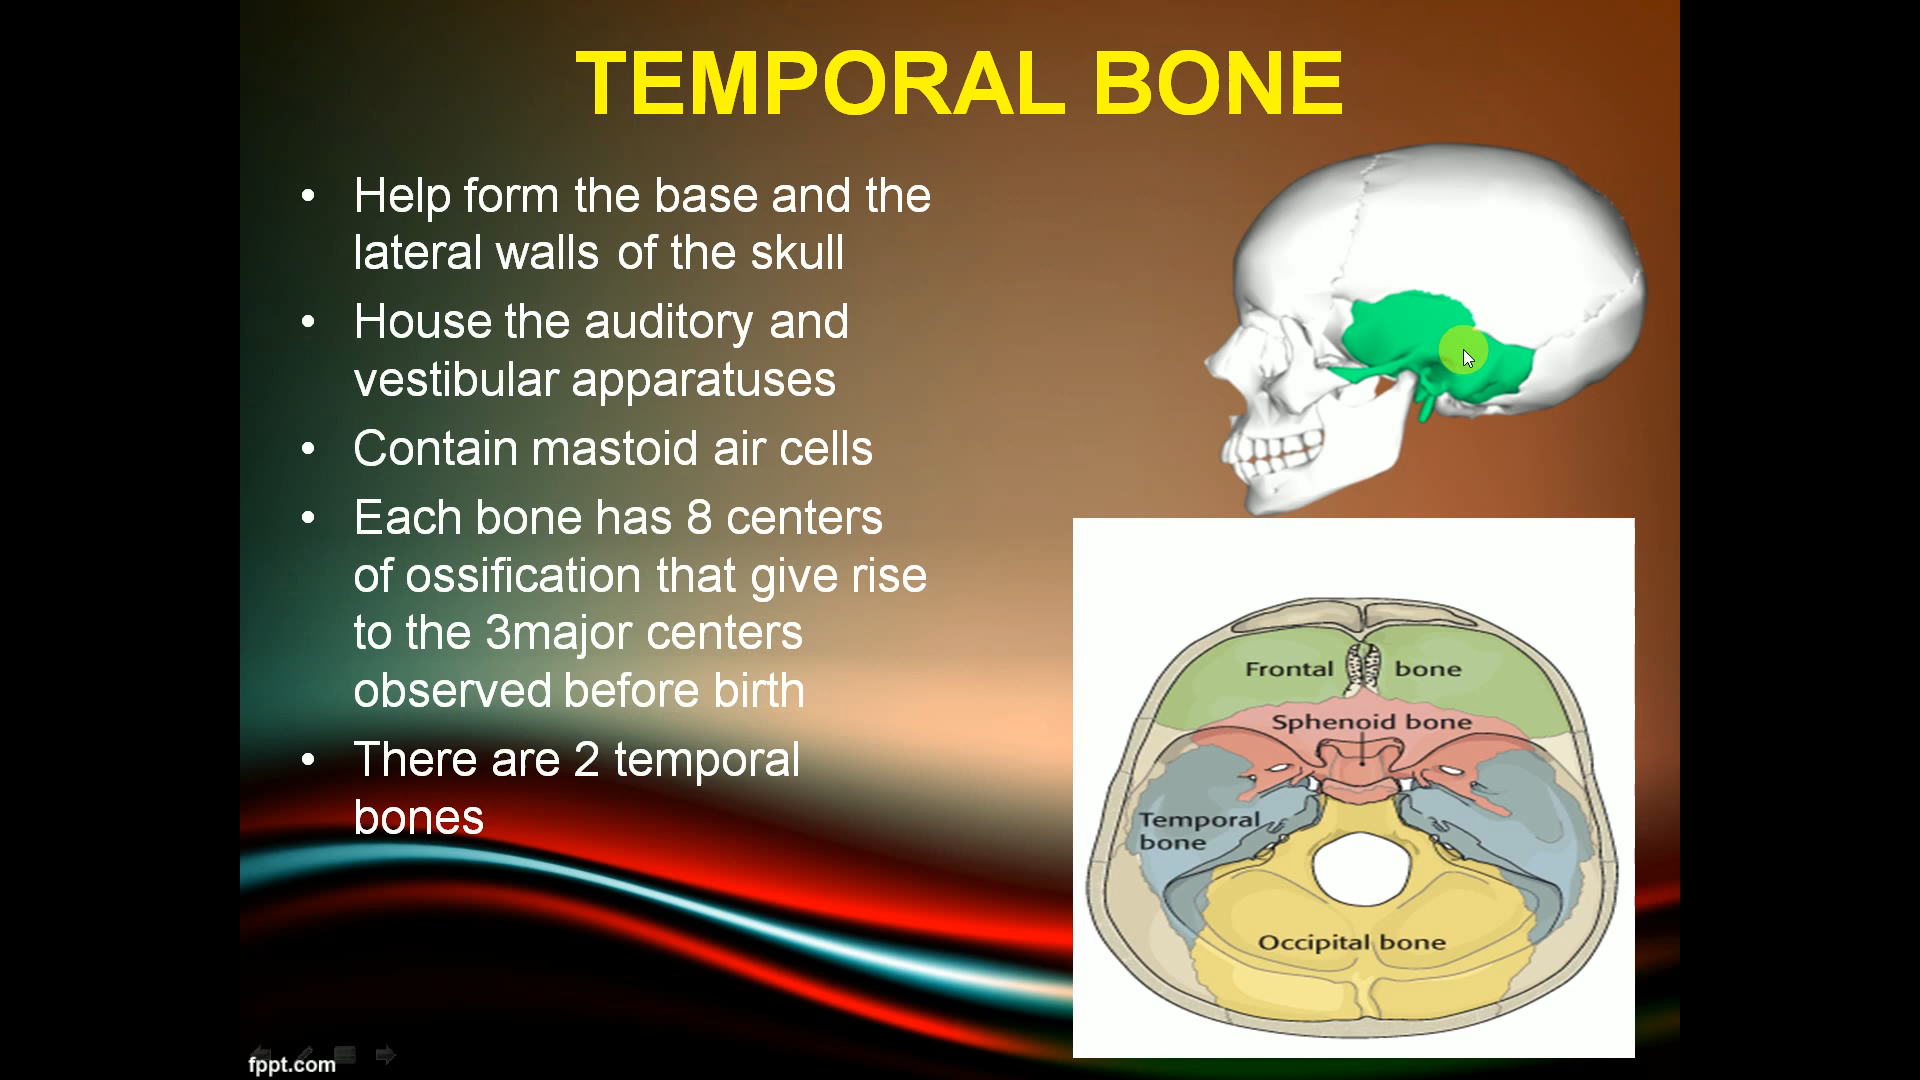 TEMPORAL BONE
• Help form the base and the
lateral walls of the skull
• House the auditory and
vestibular apparatuses
• Contain mastoid air cells
• Each bone has 8 centers
of ossification that give rise
to the 3major centers
observed before birth
• There are 2 temporal
bones
Frontal bone
Sphenoid bone
Temporal
bone
Occipital bone
fppt.com